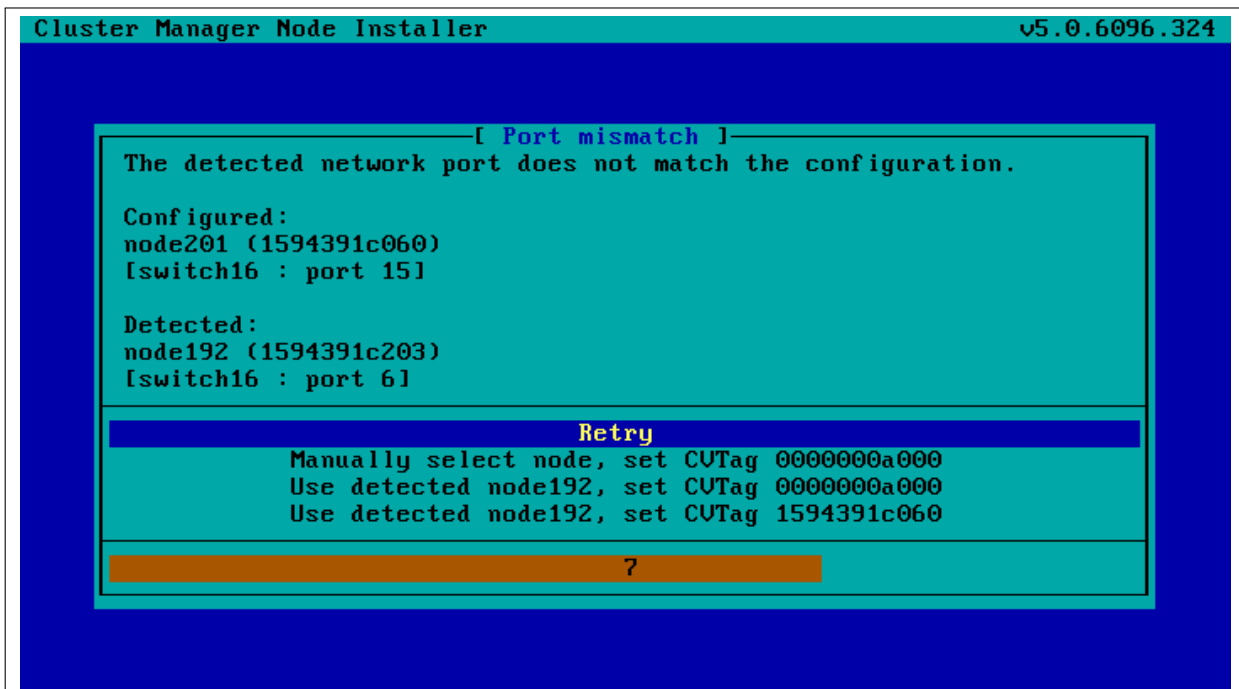 Cluster Manager Node Installer v5.0.6096.324
[ Port mismatch ]
The detected network port does not match the configuration.
Configured:
node201 (1594391c060)
[switch16 : port 15]
Detected:
node192 (1594391c203)
[switch16 : port 6]
Retry
Manually select node, set CVTag 0000000a000
Use detected node192, set CVTag 0000000a000
Use detected node192, set CVTag 1594391c060
7